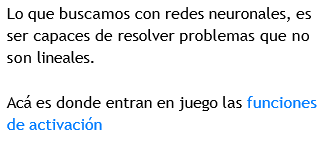 Lo que buscamos con redes neuronales, es
ser capaces de resolver problemas que no
son lineales.
Acá es donde entran en juego las funciones
de activación